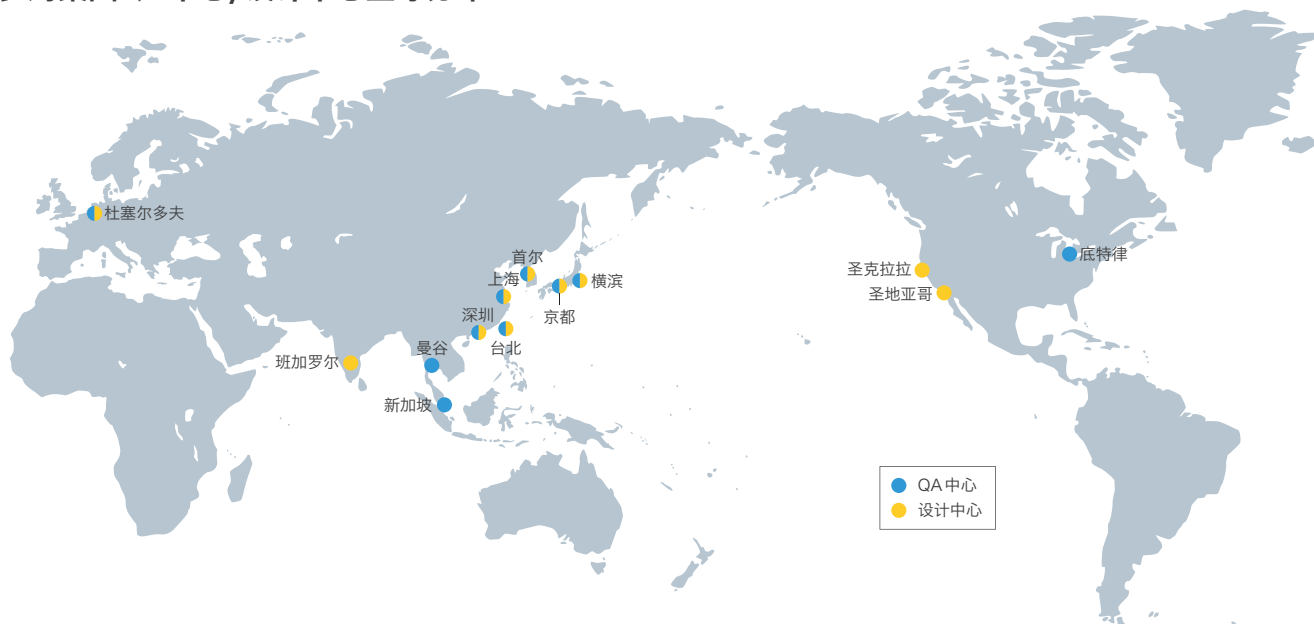 杜塞尔多夫
首尔
上海
横滨
京都
深圳
台北
曼谷
班加罗尔
新加坡
圣克拉拉
圣地亚哥
底特律
QA中心
设计中心